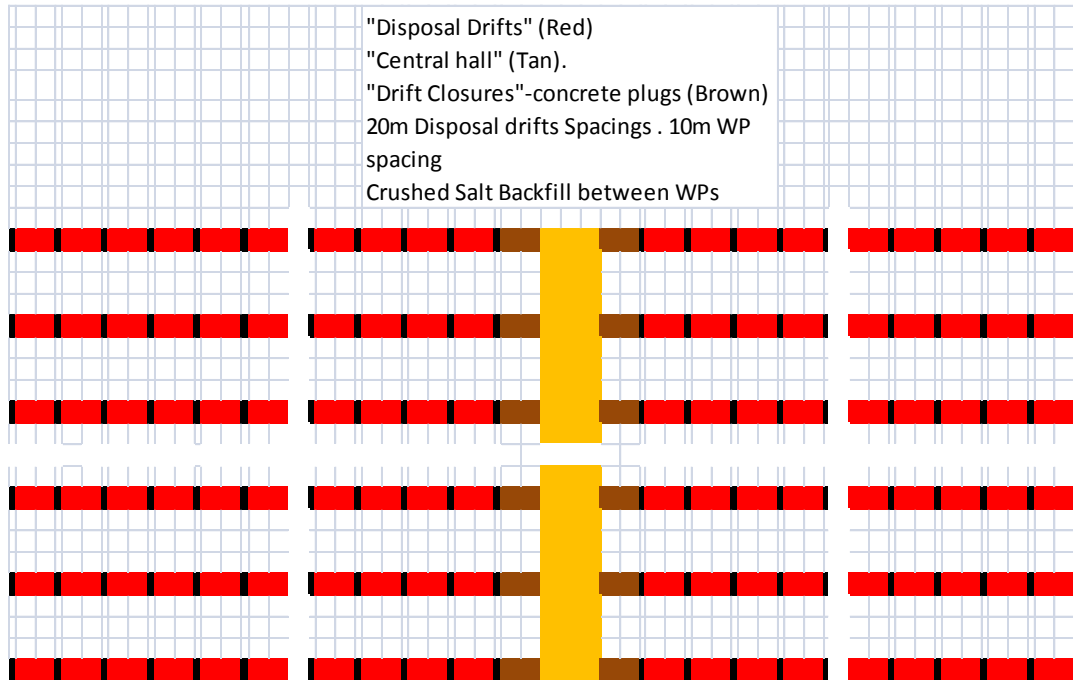 "Disposal Drifts" (Red)
"Central hall" (Tan).
"Drift Closures"-concrete plugs (Brown)
20m Disposal drifts Spacings . 10m WP
spacing
Crushed Salt Backfill between WPs